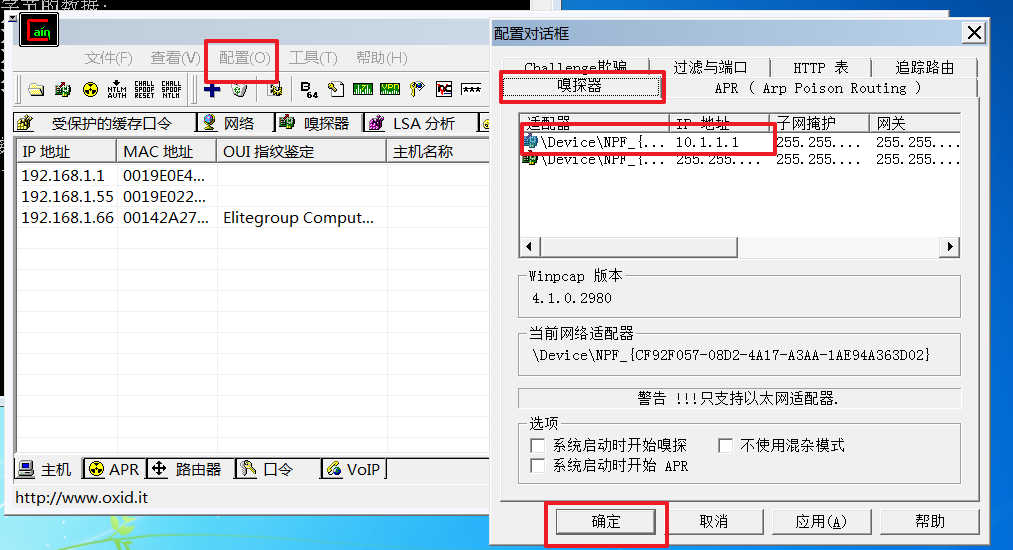 字节的数据:
Cain
文件(F) 查看(V) 配置(O) 工具(T) 帮助(H)
NTLM AUTH CHALL SPOOF RESET CHALL SPOOF NTLM B 64
受保护的缓存口令 网络 嗅探器 LSA 分析
IP 地址 MAC 地址 OUI 指纹鉴定 主机名称
192.168.1.1 0019E0E4...
192.168.1.55 0019E022...
192.168.1.66 00142A27... Elitegroup Comput...
主机 APR 路由器 口令 VoIP
http://www.oxid.it
配置对话框
Challenge欺骗 过滤与端口 HTTP 表 追踪路由
嗅探器 APR ( Arp Poison Routing )
适配器 IP 地址 子网掩护 网关
\Device\NPF_{... 10.1.1.1 255.255.... 255.255....
\Device\NPF_{... 255.255.... 255.255.... 255.255....
Winpcap 版本
4.1.0.2980
当前网络适配器
\Device\NPF_{CF92F057-08D2-4A17-A3AA-1AE94A363D02}
警告 !!!只支持以太网适配器.
选项
系统启动时开始嗅探 不使用混杂模式
系统启动时开始 APR
确定 取消 应用(A) 帮助